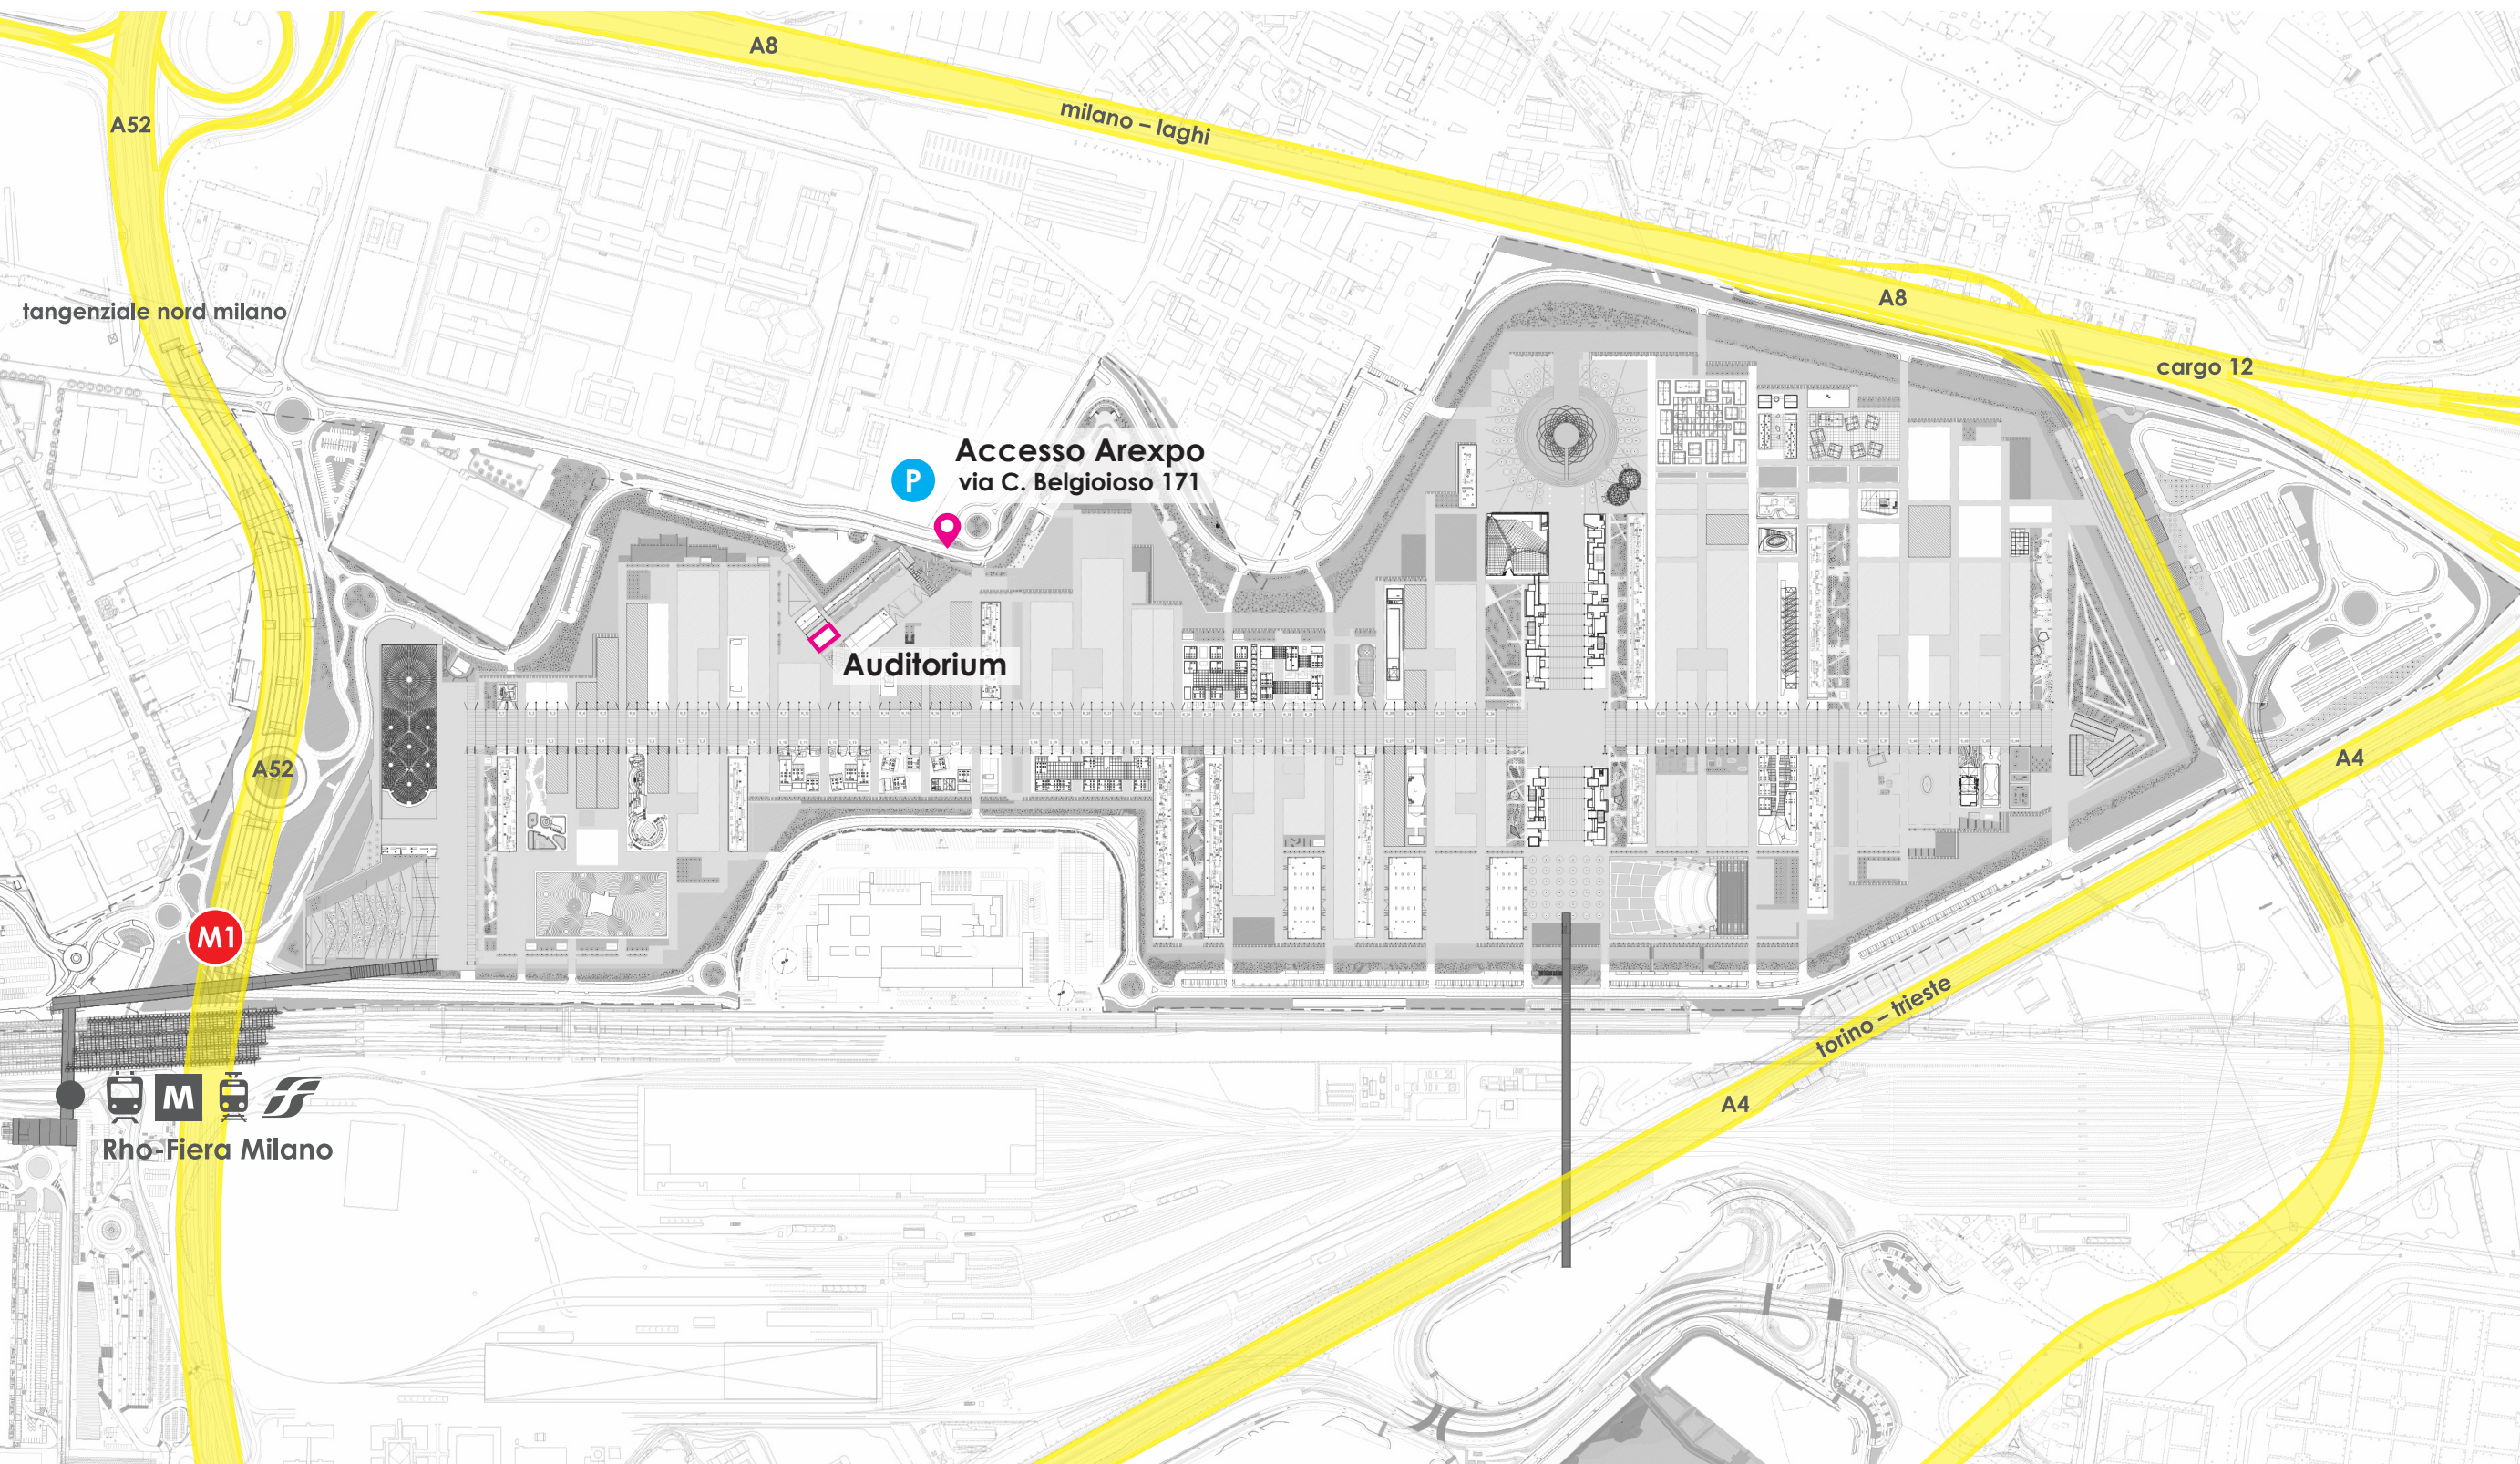 A8
A52
milano – laghi
tangenziale nord milano
A8
cargo 12
Accesso Arexpo
P
via C. Belgioioso 171
Auditorium
A52
A4
M1
torino – trieste
A4
M
Rho-Fiera Milano